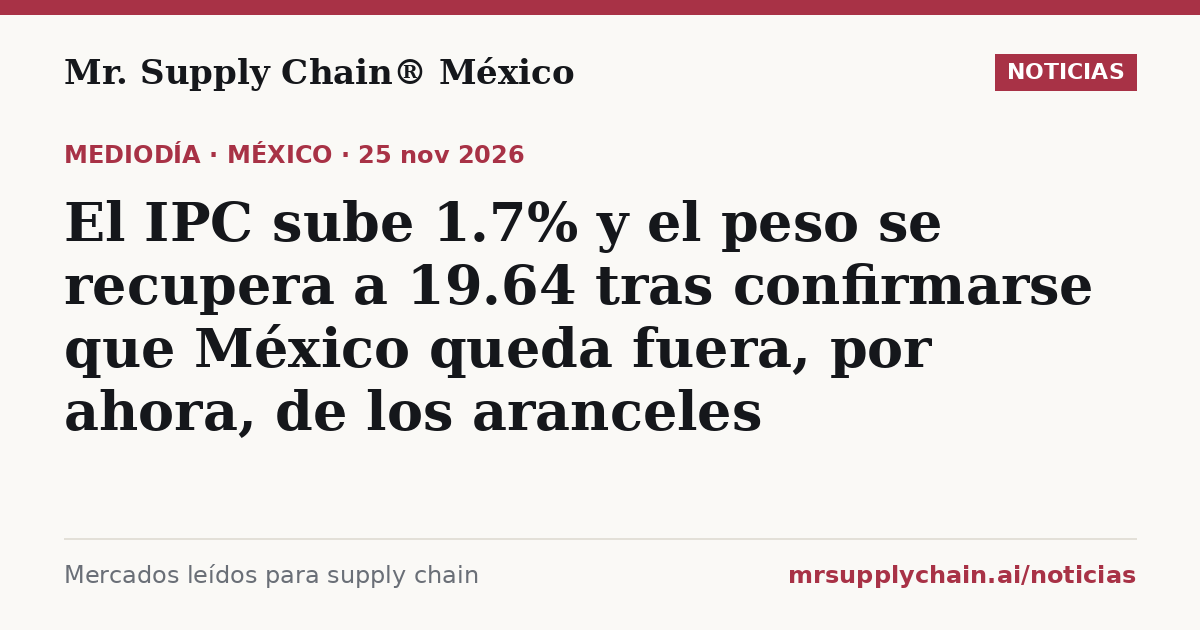 Mr. Supply Chain® México
NOTICIAS
MEDIODÍA · MÉXICO · 25 nov 2026
El IPC sube 1.7% y el peso se
recupera a 19.64 tras confirmarse
que México queda fuera, por
ahora, de los aranceles
Mercados leídos para supply chain
mrsupplychain.ai/noticias